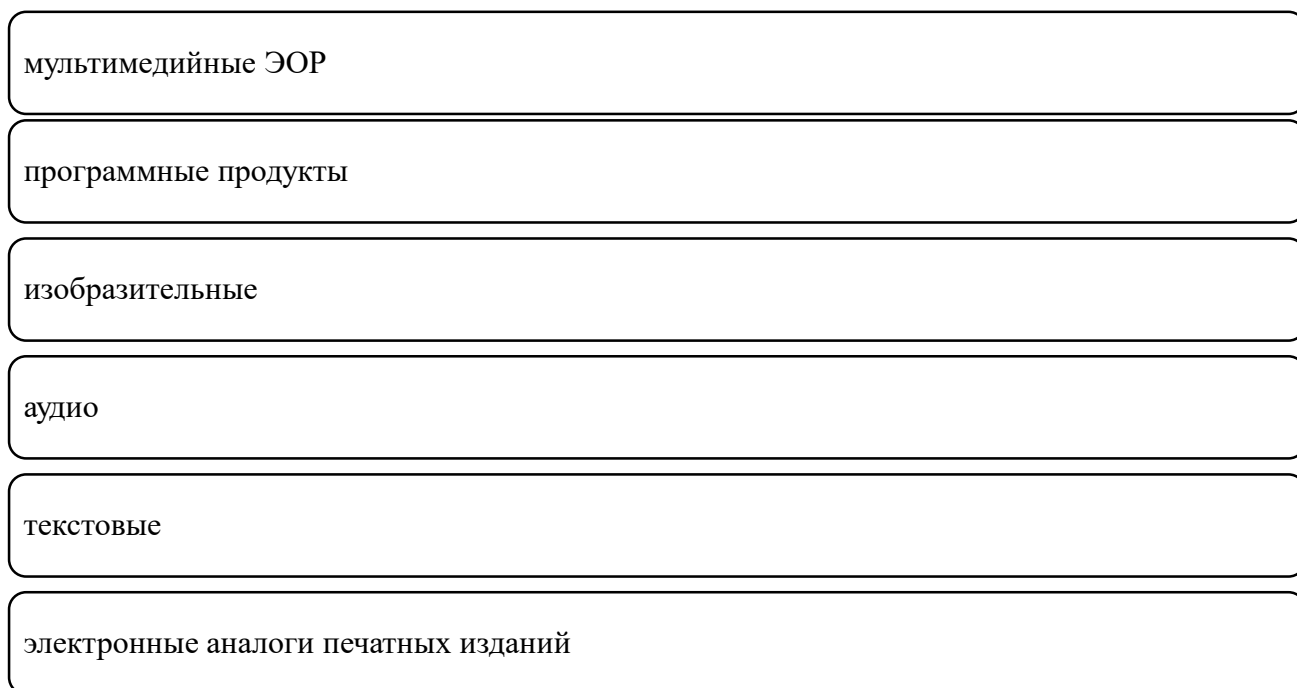 мультимедийные ЭОР
программные продукты
изобразительные
аудио
текстовые
электронные аналоги печатных изданий